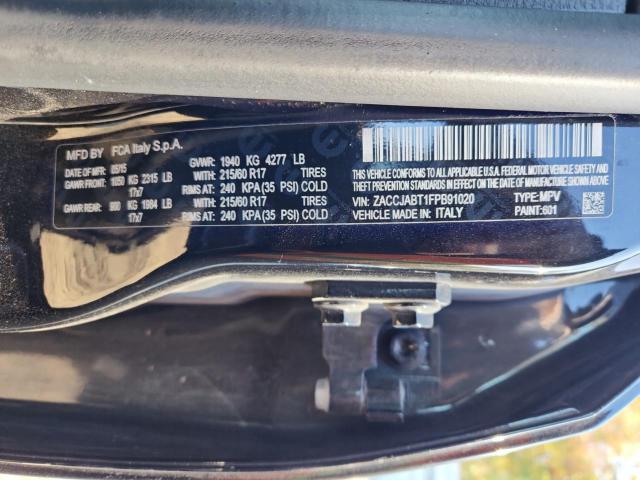 MFD BY FCA Italy S.p.A.
DATE OF MFR 05/15 GVWR: 1940 KG 4277 LB
GAWR FRONT: 1050 KG 2315 LB WITH: 215/60 R17 TIRES
17x7 RIMS AT: 240 KPA (35 PSI) COLD
GAWR REAR: 900 KG 1984 LB WITH: 215/60 R17 TIRES
17x7 RIMS AT: 240 KPA (35 PSI) COLD
THIS VEHICLE CONFORMS TO ALL APPLICABLE U.S.A. FEDERAL MOTOR VEHICLE SAFETY
BUMPER AND THEFT PREVENTION STANDARDS IN EFFECT ON THE DATE OF MANUFACTURE SHOWN ABOVE
VIN: ZACCJABT1FPB91020 TYPE: MPV
VEHICLE MADE IN: ITALY PAINT: 601